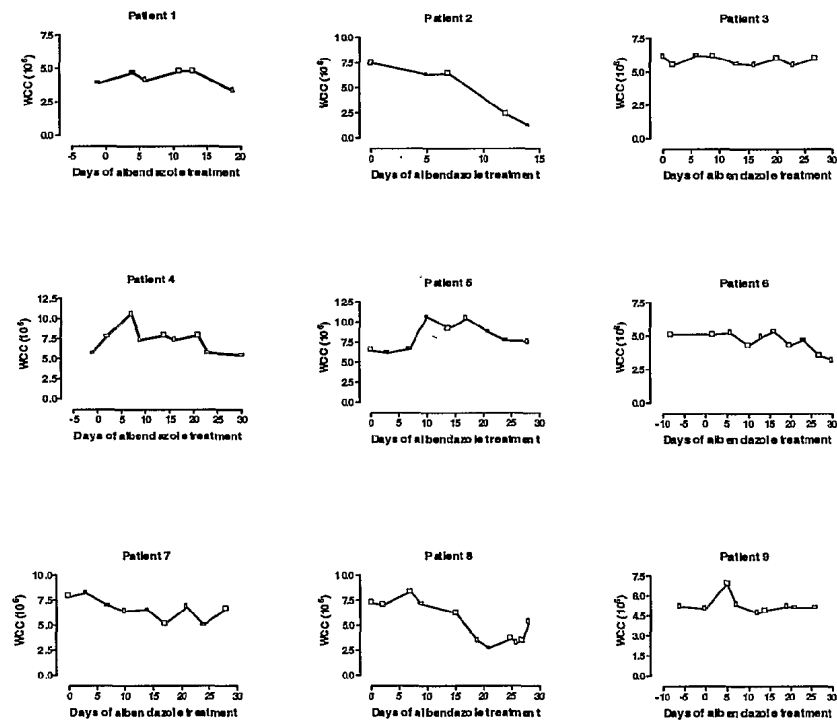 Patient 1
7.5
5.0
2.5
0.0
WCC (10⁶)
-5 0 5 10 15 20
Days of albendazole treatment
Patient 2
10.0
7.5
5.0
2.5
0.0
WCC (10⁶)
0 5 10 15
Days of albendazole treatment
Patient 3
7.5
5.0
2.5
0.0
WCC (10⁶)
0 5 10 15 20 25 30
Days of albendazole treatment
Patient 4
12.5
10.0
7.5
5.0
2.5
0.0
WCC (10⁶)
-5 0 5 10 15 20 25 30
Days of albendazole treatment
Patient 5
12.5
10.0
7.5
5.0
2.5
0.0
WCC (10⁶)
0 5 10 15 20 25 30
Days of albendazole treatment
Patient 6
7.5
5.0
2.5
0.0
WCC (10⁶)
-10 -5 0 5 10 15 20 25 30
Days of albendazole treatment
Patient 7
10.0
7.5
5.0
2.5
0.0
WCC (10⁶)
0 5 10 15 20 25 30
Days of albendazole treatment
Patient 8
10.0
7.5
5.0
2.5
0.0
WCC (10⁶)
0 5 10 15 20 25 30
Days of albendazole treatment
Patient 9
7.5
6.0
4.5
3.0
1.5
0.0
WCC (10⁶)
-10 -5 0 5 10 15 20 25 30
Days of albendazole treatment